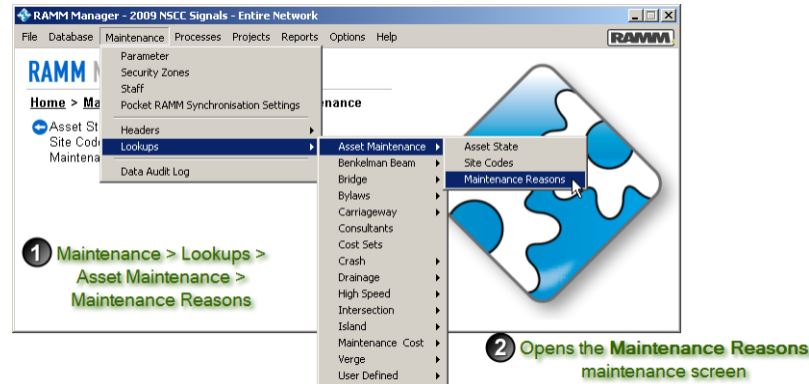 RAMM Manager - 2009 NSCC Signals - Entire Network
File Database Maintenance Processes Projects Reports Options Help
RAMM
RAMM
Home > Ma
nance
Asset St
Site Cod
Maintena
Parameter
Security Zones
Staff
Pocket RAMM Synchronisation Settings
Headers
Lookups
Data Audit Log
Asset Maintenance
Benkelman Beam
Bridge
Bylaws
Carriageway
Consultants
Cost Sets
Crash
Drainage
High Speed
Intersection
Island
Maintenance Cost
Verge
User Defined
Asset State
Site Codes
Maintenance Reasons
1 Maintenance > Lookups >
Asset Maintenance >
Maintenance Reasons
2 Opens the Maintenance Reasons
maintenance screen